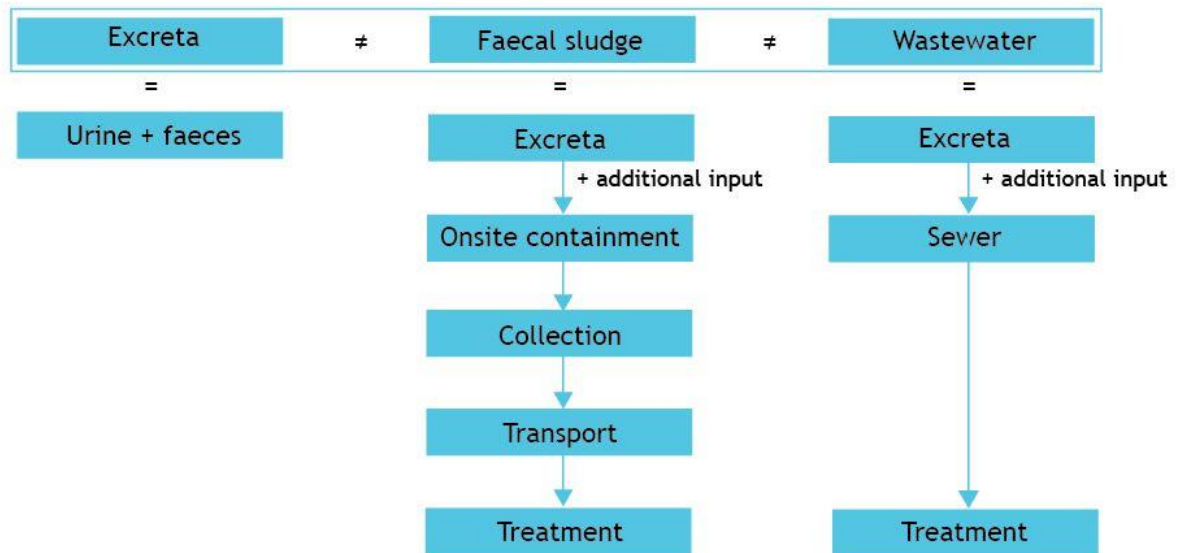 Excreta ≠ Faecal sludge ≠ Wastewater
= = =
Urine + faeces Excreta Excreta
+ additional input + additional input
Onsite containment Sewer
Collection
Transport
Treatment Treatment